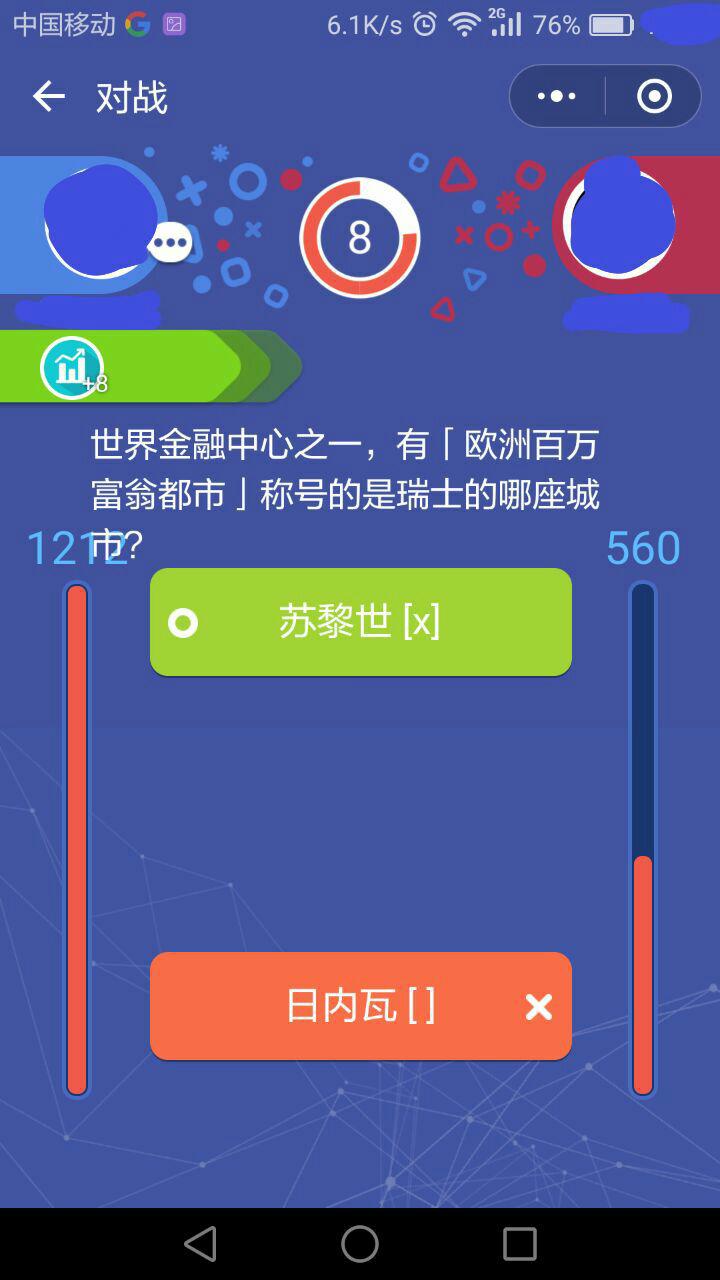 中国移动 6.1K/s 2G 76%
对战
8
+8
世界金融中心之一，有「欧洲百万
富翁都市」称号的是瑞士的哪座城
市?
1212
560
苏黎世 [x]
日内瓦 [ ]